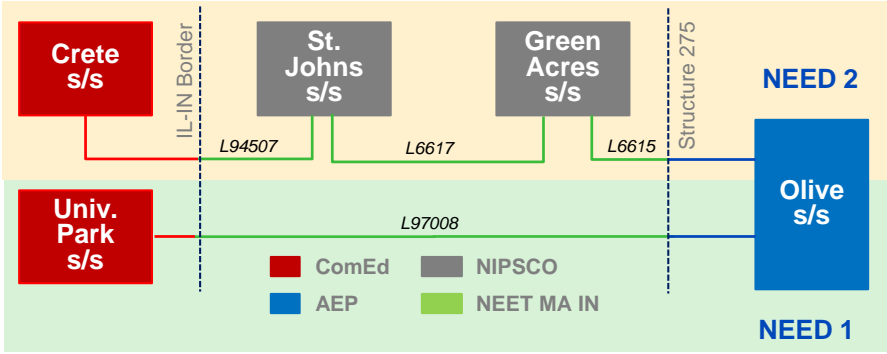 Crete
s/s
IL-IN Border
St.
Johns
s/s
Green
Acres
s/s
Structure 275
NEED 2
L94507
L6617
L6615
Univ.
Park
s/s
L97008
Olive
s/s
ComEd
NIPSCO
AEP
NEET MA IN
NEED 1